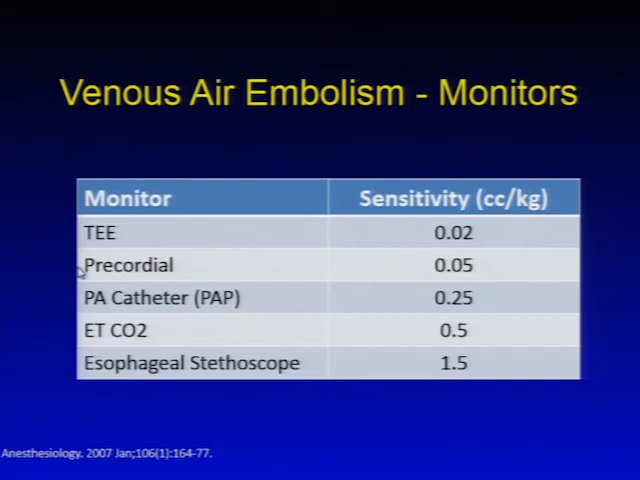 Venous Air Embolism - Monitors
Monitor Sensitivity (cc/kg)
TEE 0.02
Precordial 0.05
PA Catheter (PAP) 0.25
ET CO2 0.5
Esophageal Stethoscope 1.5
Anesthesiology. 2007 Jan;106(1):164-77.